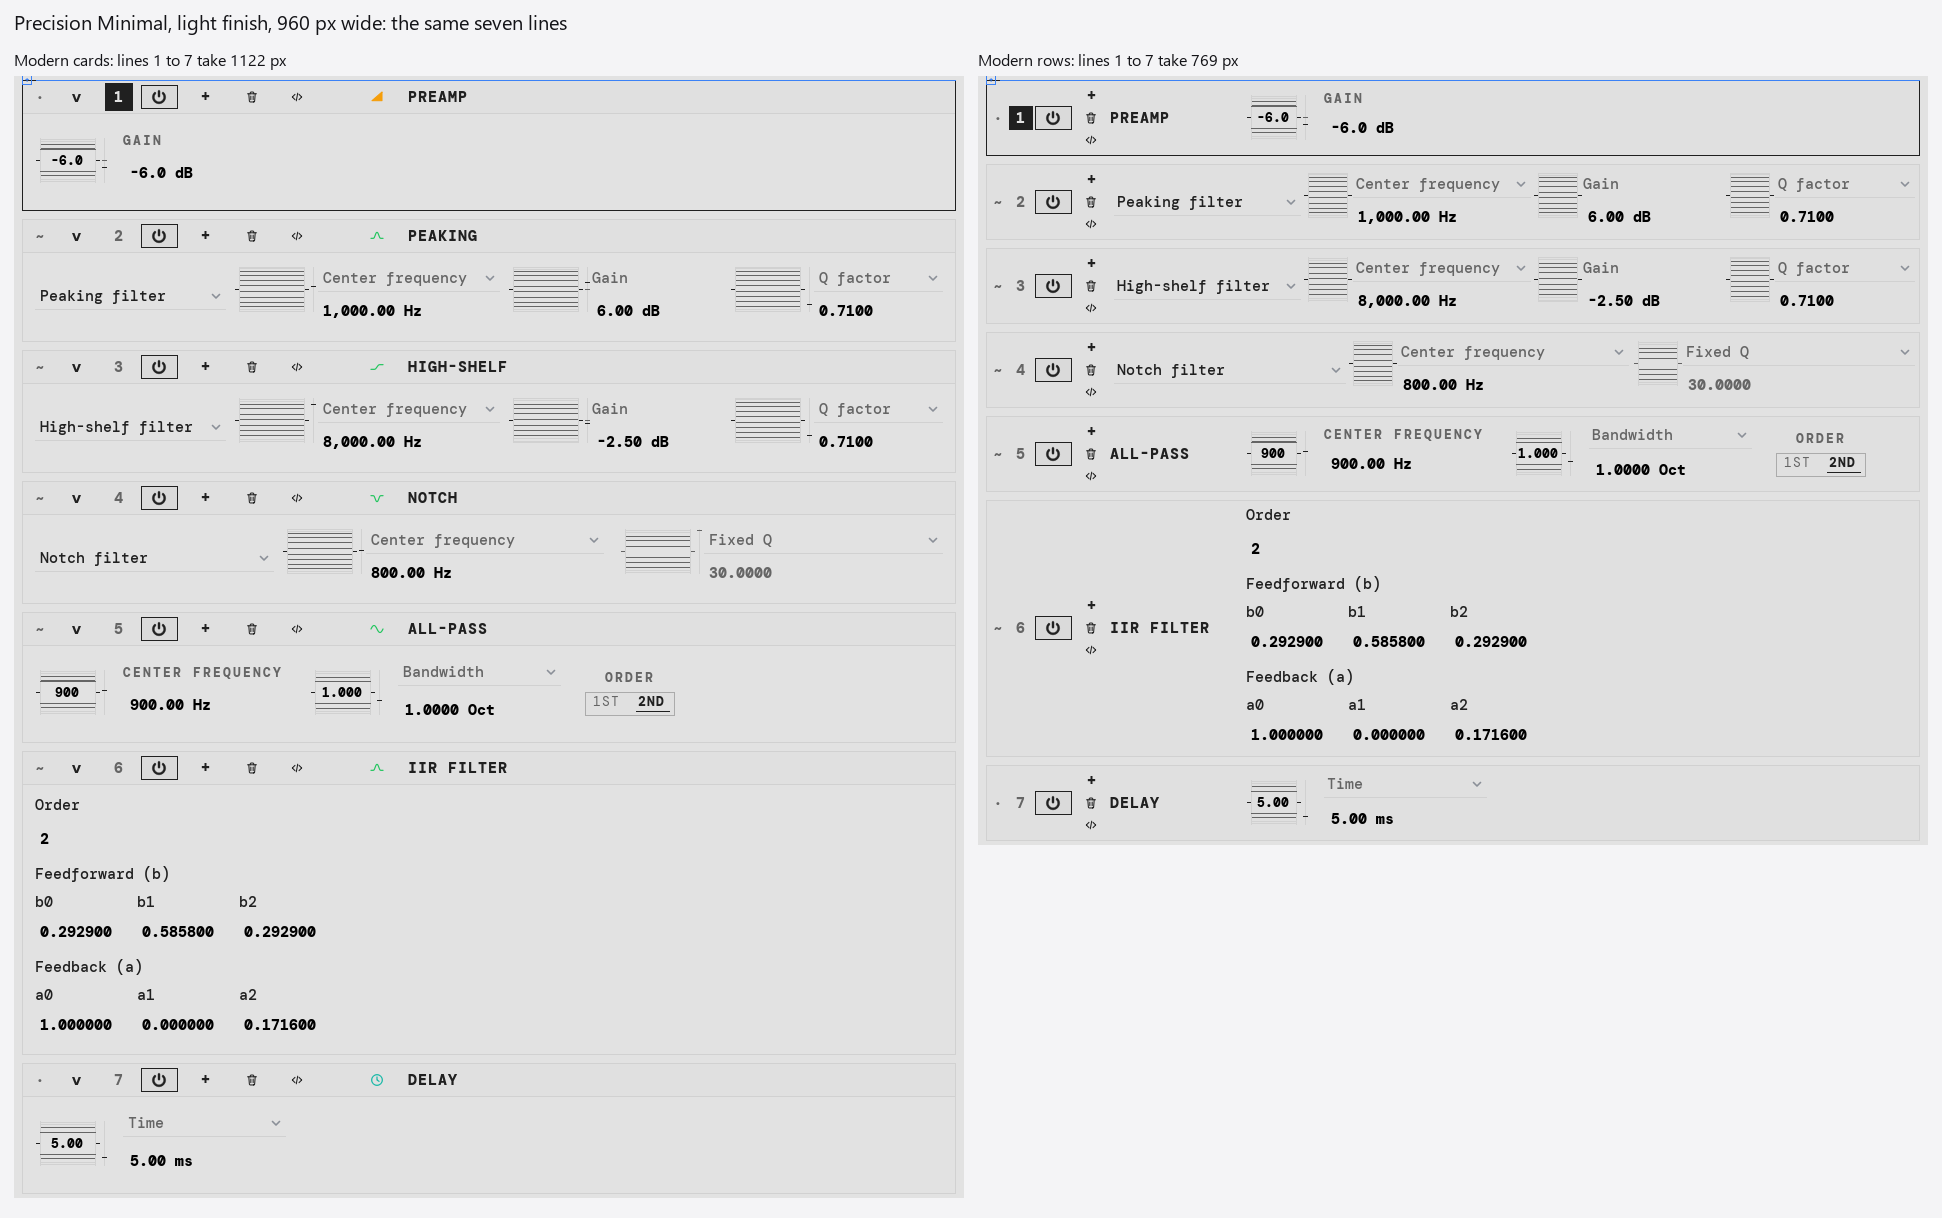 Precision Minimal, light finish, 960 px wide: the same seven lines
Modern cards: lines 1 to 7 take 1122 px
v 1 + </> PREAMP
GAIN
-6.0
-6.0 dB
~ v 2 + </> PEAKING
Peaking filter
Center frequency
1,000.00 Hz
Gain
6.00 dB
Q factor
0.7100
~ v 3 + </> HIGH-SHELF
High-shelf filter
Center frequency
8,000.00 Hz
Gain
-2.50 dB
Q factor
0.7100
~ v 4 + </> NOTCH
Notch filter
Center frequency
800.00 Hz
Fixed Q
30.0000
~ v 5 + </> ALL-PASS
900
CENTER FREQUENCY
900.00 Hz
1.000
Bandwidth
1.0000 Oct
ORDER
1ST 2ND
~ v 6 + </> IIR FILTER
Order
2
Feedforward (b)
b0 b1 b2
0.292900 0.585800 0.292900
Feedback (a)
a0 a1 a2
1.000000 0.000000 0.171600
v 7 + </> DELAY
5.00
Time
5.00 ms
Modern rows: lines 1 to 7 take 769 px
1 + </> PREAMP
-6.0
GAIN
-6.0 dB
~ 2 + </>
Peaking filter
Center frequency
1,000.00 Hz
Gain
6.00 dB
Q factor
0.7100
~ 3 + </>
High-shelf filter
Center frequency
8,000.00 Hz
Gain
-2.50 dB
Q factor
0.7100
~ 4 + </>
Notch filter
Center frequency
800.00 Hz
Fixed Q
30.0000
~ 5 + </> ALL-PASS
900
CENTER FREQUENCY
900.00 Hz
1.000
Bandwidth
1.0000 Oct
ORDER
1ST 2ND
~ 6 + </> IIR FILTER
Order
2
Feedforward (b)
b0 b1 b2
0.292900 0.585800 0.292900
Feedback (a)
a0 a1 a2
1.000000 0.000000 0.171600
7 + </> DELAY
5.00
Time
5.00 ms